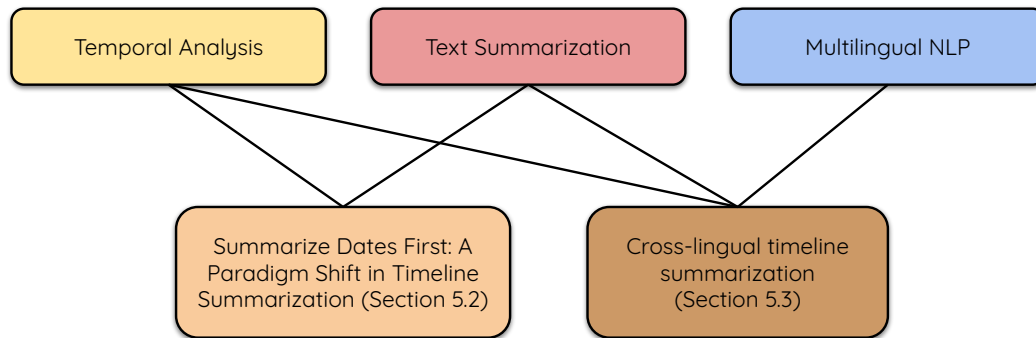 Temporal Analysis
Text Summarization
Multilingual NLP
Summarize Dates First: A
Paradigm Shift in Timeline
Summarization (Section 5.2)
Cross-lingual timeline
summarization
(Section 5.3)